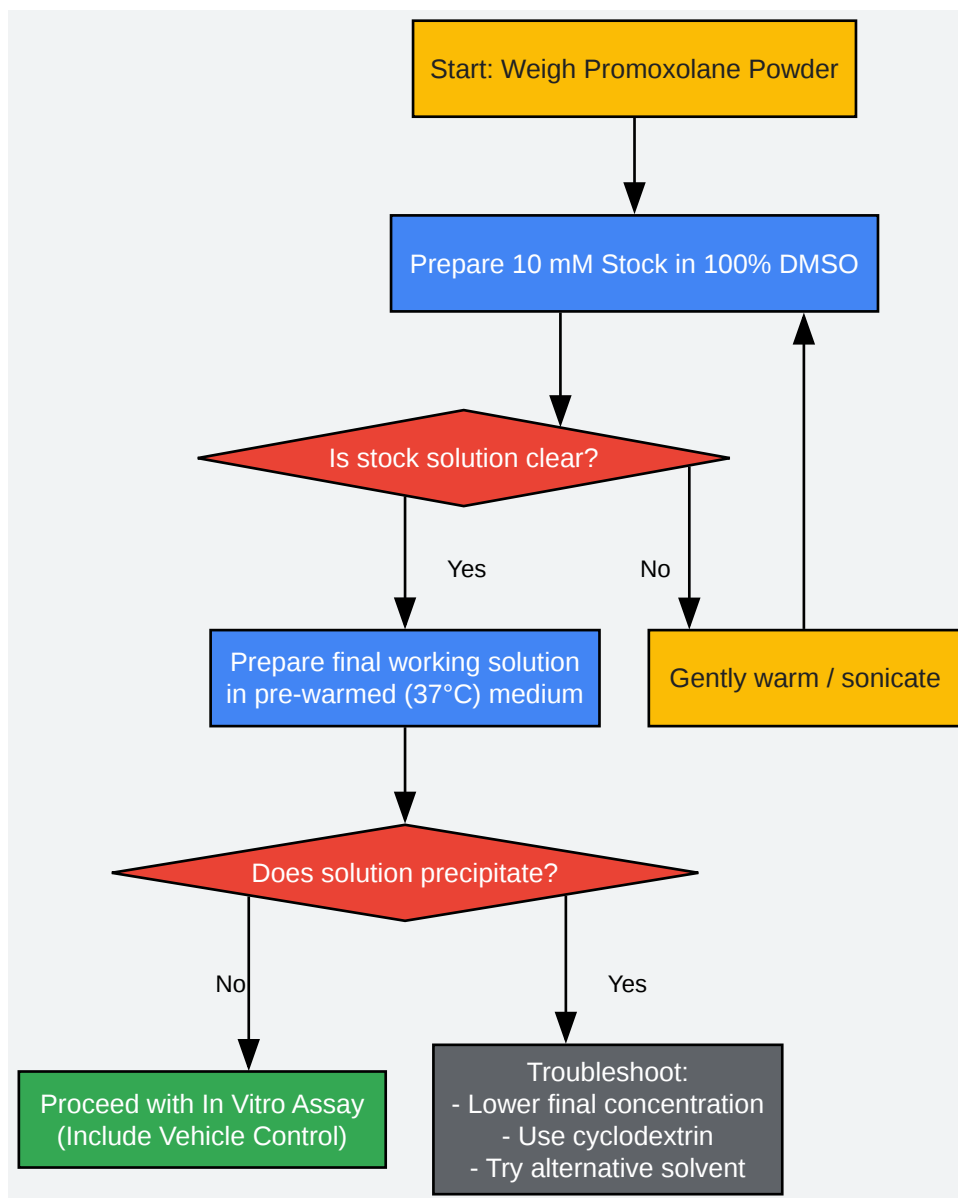 Start: Weigh Promoxolane Powder
Prepare 10 mM Stock in 100% DMSO
Is stock solution clear?
Yes
No
Prepare final working solution
in pre-warmed (37°C) medium
Gently warm / sonicate
Does solution precipitate?
No
Yes
Proceed with In Vitro Assay
(Include Vehicle Control)
Troubleshoot:
- Lower final concentration
- Use cyclodextrin
- Try alternative solvent